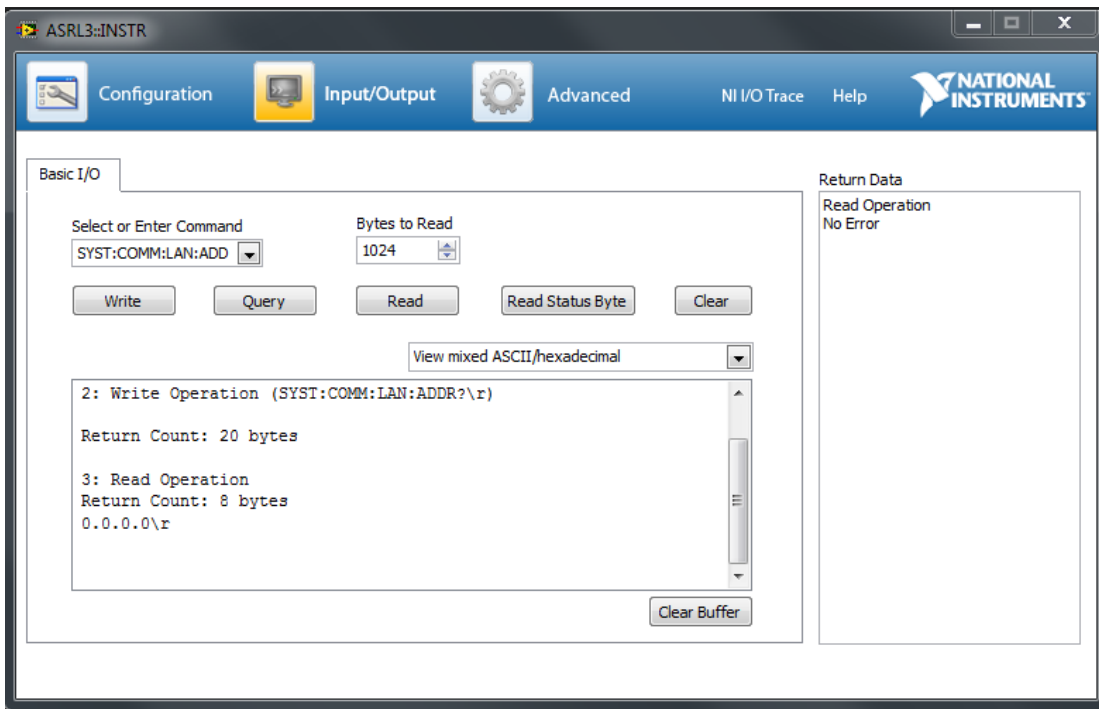 ASRL3::INSTR
Configuration
Input/Output
Advanced
NI I/O Trace
Help
NATIONAL
INSTRUMENTS
Basic I/O
Select or Enter Command
SYST:COMM:LAN:ADD
Bytes to Read
1024
Write
Query
Read
Read Status Byte
Clear
View mixed ASCII/hexadecimal
2: Write Operation (SYST:COMM:LAN:ADDR?\r)
Return Count: 20 bytes
3: Read Operation
Return Count: 8 bytes
0.0.0.0\r
Clear Buffer
Return Data
Read Operation
No Error